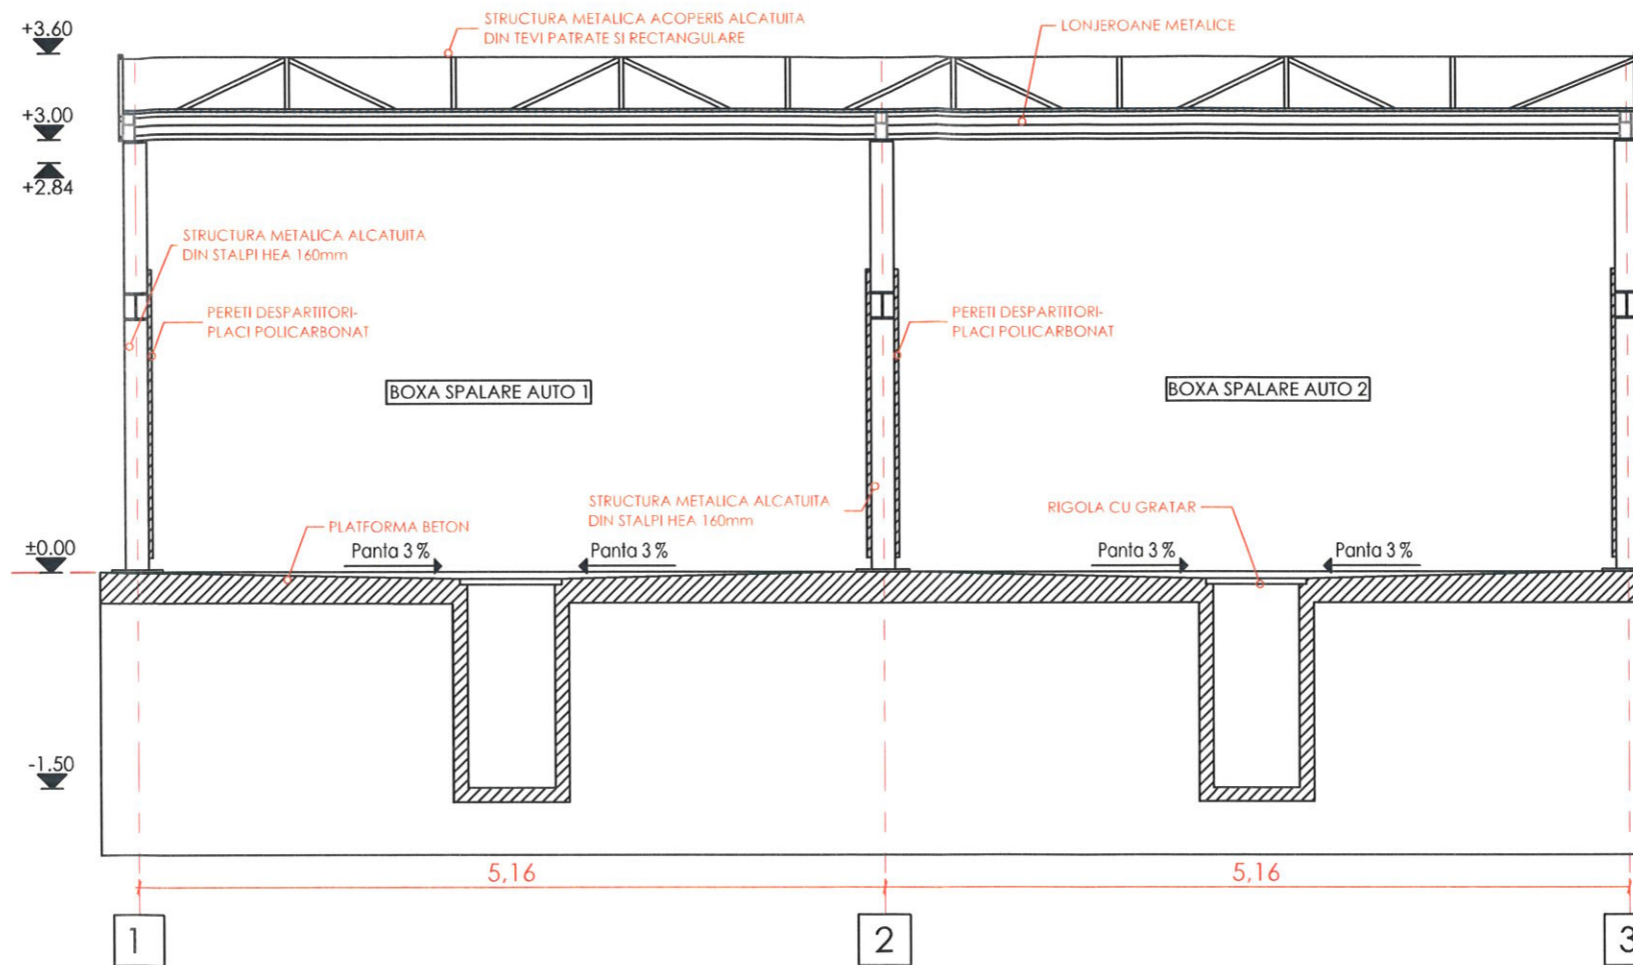 +3.60
STRUCTURA METALICA ACOPERIS ALCATUITA
DIN TEVI PATRATE SI RECTANGULARE
LONJEROANE METALICE
+3.00
+2.84
STRUCTURA METALICA ALCATUITA
DIN STALPI HEA 160mm
PERETI DESPARTITORI-
PLACI POLICARBONAT
PERETI DESPARTITORI-
PLACI POLICARBONAT
BOXA SPALARE AUTO 1
BOXA SPALARE AUTO 2
STRUCTURA METALICA ALCATUITA
DIN STALPI HEA 160mm
RIGOLA CU GRATAR
PLATFORMA BETON
±0.00
Panta 3 %
Panta 3 %
Panta 3 %
Panta 3 %
-1.50
5,16
5,16
1
2
3